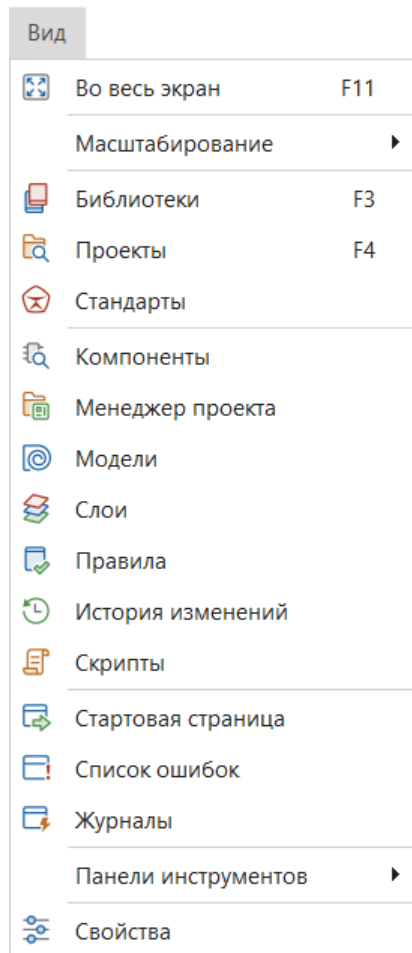 Вид
Во весь экран F11
Масштабирование
Библиотеки F3
Проекты F4
Стандарты
Компоненты
Менеджер проекта
Модели
Слои
Правила
История изменений
Скрипты
Стартовая страница
Список ошибок
Журналы
Панели инструментов
Свойства